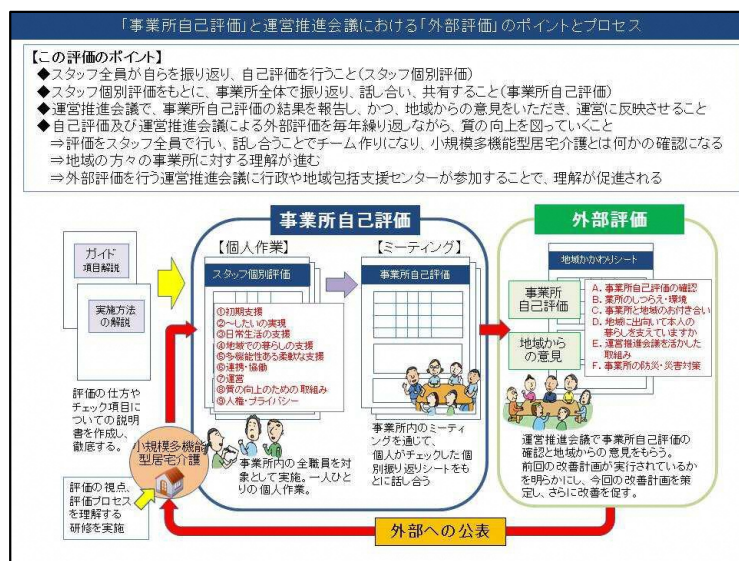 「事業所自己評価」と運営推進会議における「外部評価」のポイントとプロセス
【この評価のポイント】
◆スタッフ全員が自らを振り返り、自己評価を行うこと(スタッフ個別評価)
◆スタッフ個別評価をもとに、事業所全体で振り返り、話し合い、共有すること(事業所自己評価)
◆運営推進会議で、事業所自己評価の結果を報告し、かつ、地域からの意見をいただき、運営に反映させること
◆自己評価及び運営推進会議による外部評価を毎年繰り返しながら、質の向上を図っていくこと
⇒評価をスタッフ全員で行い、話し合うことでチーム作りになり、小規模多機能型居宅介護とは何かの確認になる
⇒地域の方々の事業所に対する理解が進む
⇒外部評価を行う運営推進会議に行政や地域包括支援センターが参加することで、理解が促進される
ガイド
項目解説
実施方法
の解説
評価の仕方や
チェック項目に
ついての説明
書を作成し、
徹底する。
小規模多機能
型居宅介護
評価の視点、
評価プロセス
を理解する
研修を実施
事業所自己評価
【個人作業】
スタッフ個別評価
①初期支援
②~したいの実現
③日常生活の支援
④地域での暮らしの支援
⑤多機能性ある柔軟な支援
⑥連携・協働
⑦運営
⑧質の向上のための取組み
⑨人権・プライバシー
事業所内の全職員を対
象として実施。一人ひと
りの個人作業。
【ミーティング】
事業所自己評価
事業所内のミーティ
ングを通じて、
個人がチェックした個
別振り返りシートをも
とに話し合う
外部評価
地域かかわりシート
事業所
自己評価
地域から
の意見
A. 事業所自己評価の確認
B. 業所のしつらえ・環境
C. 事業所と地域のお付き合い
D. 地域に出向いて本人の
暮らしを支えていますか
E. 運営推進会議を活かした
取組み
F. 事業所の防災・災害対策
運営推進会議で事業所自己評価の
確認と地域からの意見をもらう。
前回の改善計画が実行されているか
を明らかにし、今回の改善計画を策
定し、さらに改善を促す。
外部への公表